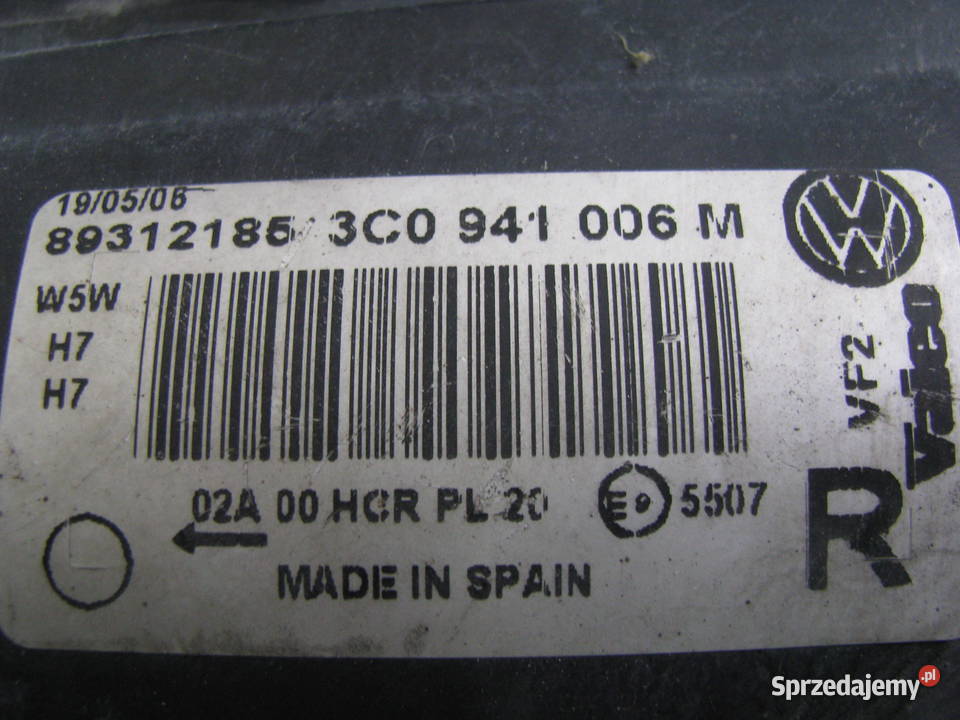 19/05/06
89312185 3C0 941 006 M
W5W
H7
H7
VF2
Valeo
02A 00 HCR PL 20 E9 5507
R
MADE IN SPAIN
Sprzedajemy.pl